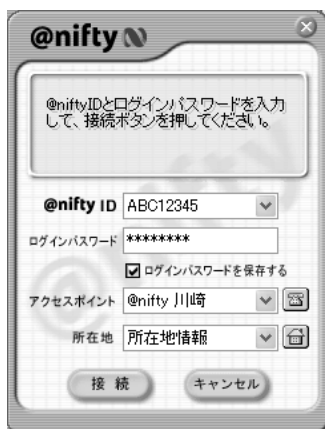 @nifty
@niftyIDとログインパスワードを入力
して、接続ボタンを押してください。
@nifty ID ABC12345
ログインパスワード ********
ログインパスワードを保存する
アクセスポイント @nifty 川崎
所在地 所在地情報
接 続 キャンセル